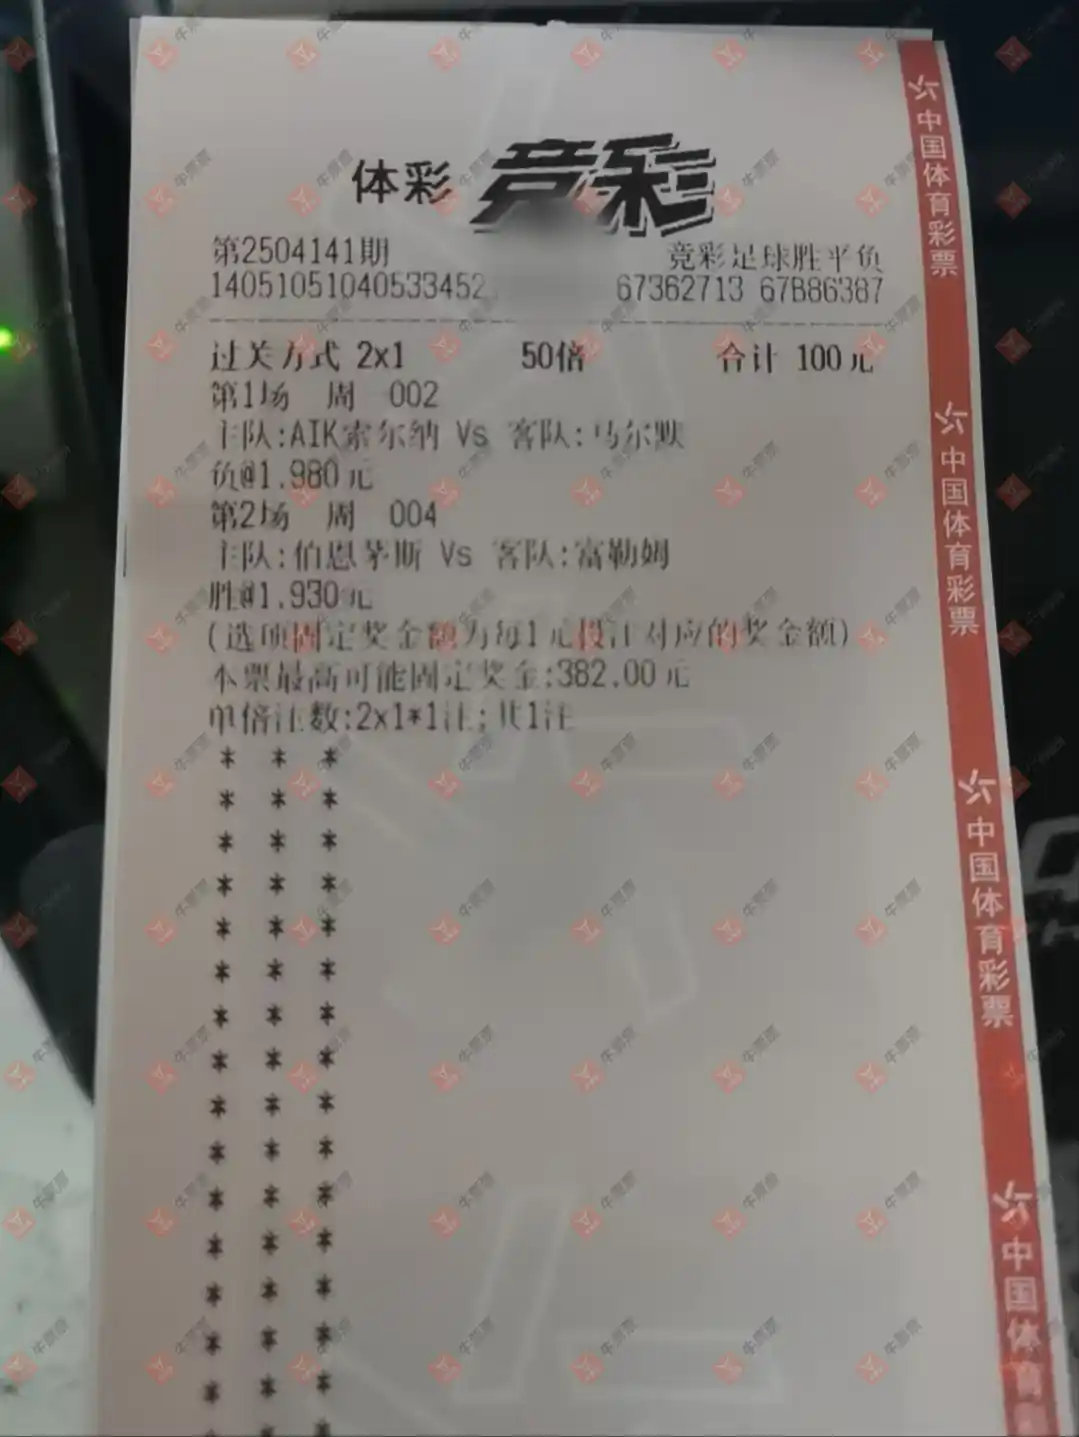 体彩 竞彩
第2504141期 竞彩足球胜平负
14051051040533452 67362713 67B86387
过关方式 2x1 50倍 合计 100元
第1场 周 002
主队:AIK索尔纳 Vs 客队:马尔默
负@1.980元
第2场 周 004
主队:伯恩茅斯 Vs 客队:富勒姆
胜@1.930元
(选项固定奖金额为每1元投注对应的奖金额)
本票最高可能固定奖金:382.00元
单倍注数:2x1*1注;共1注
中国体育彩票
中国体育彩票
中国体育彩票
中国体育
牛票票